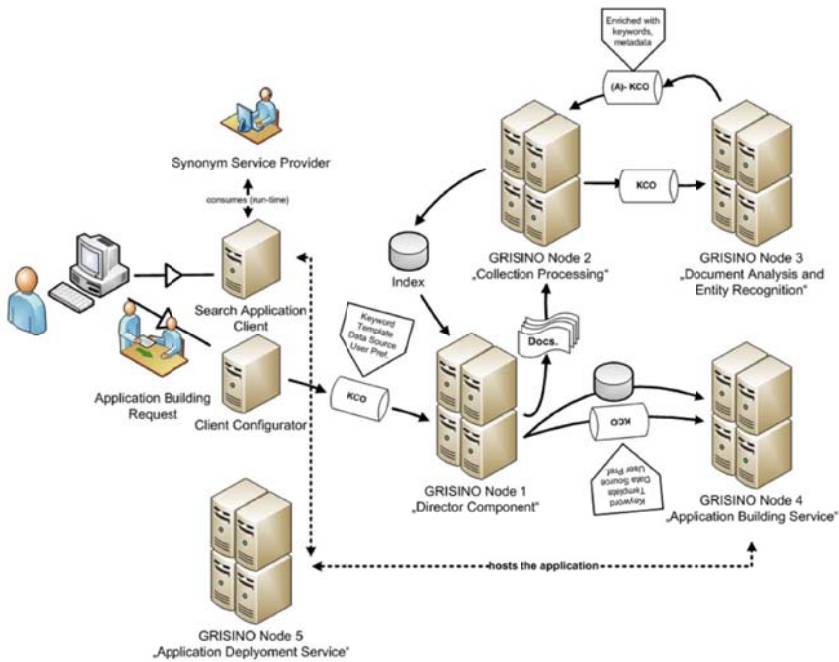 Enriched with
keywords,
metadata
(A)- KCO
KCO
Synonym Service Provider
consumes (run-time)
Search Application
Client
Application Building
Request
Client Configurator
Index
Keyword
Template
Data Source
User Pref.
KCO
GRISINO Node 2
„Collection Processing“
GRISINO Node 3
„Document Analysis and
Entity Recognition“
Docs.
GRISINO Node 1
„Director Component“
KCO
Keyword
Template
Data Source
User Pref.
GRISINO Node 4
„Application Building Service“
hosts the application
GRISINO Node 5
„Application Deplyoment Service'